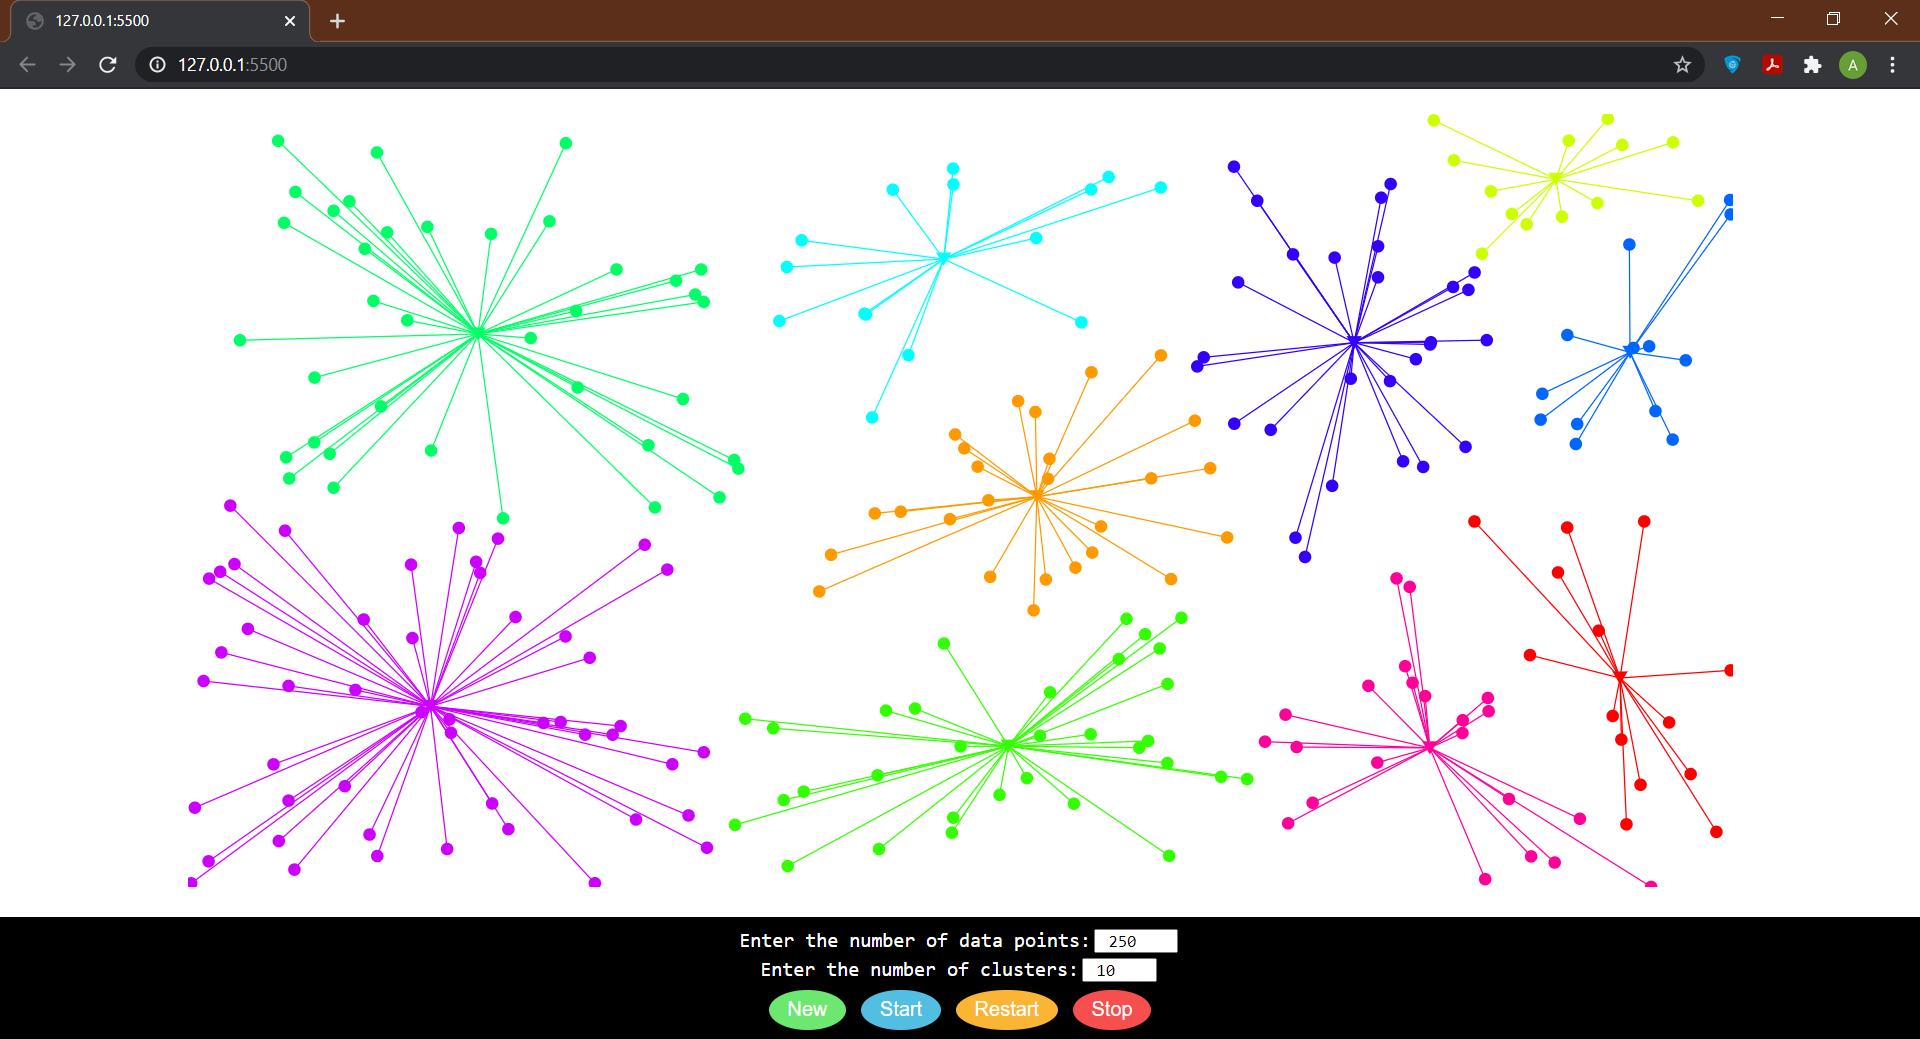 127.0.0.1:5500
127.0.0.1:5500
A
Enter the number of data points: 250
Enter the number of clusters: 10
New Start Restart Stop